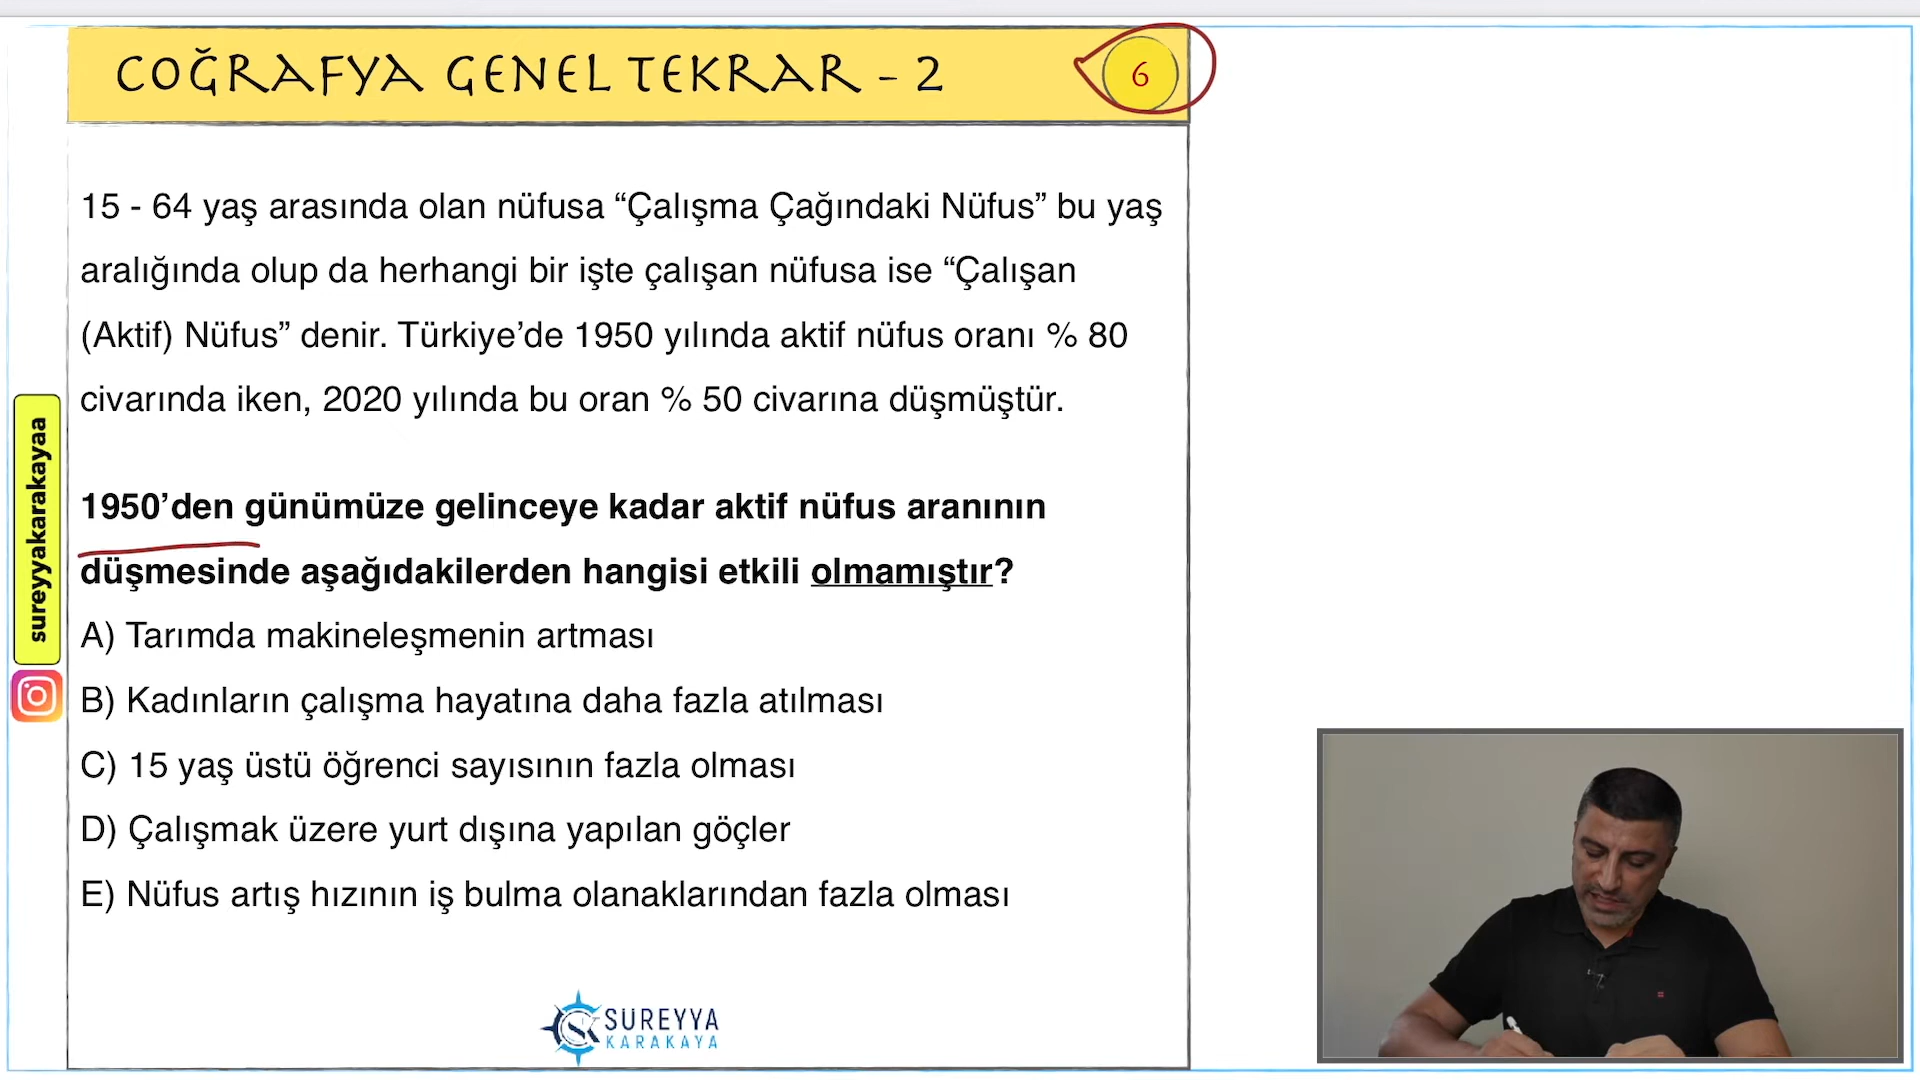 COĞRAFYA GENEL TEKRAR - 2
6
15 - 64 yaş arasında olan nüfusa “Çalışma Çağındaki Nüfus” bu yaş
aralığında olup da herhangi bir işte çalışan nüfusa ise “Çalışan
(Aktif) Nüfus” denir. Türkiye’de 1950 yılında aktif nüfus oranı % 80
civarında iken, 2020 yılında bu oran % 50 civarına düşmüştür.
1950’den günümüze gelinceye kadar aktif nüfus aranının
düşmesinde aşağıdakilerden hangisi etkili olmamıştır?
A) Tarımda makineleşmenin artması
B) Kadınların çalışma hayatına daha fazla atılması
C) 15 yaş üstü öğrenci sayısının fazla olması
D) Çalışmak üzere yurt dışına yapılan göçler
E) Nüfus artış hızının iş bulma olanaklarından fazla olması
sureyyakarakayaa
SK
SUREYYA
KARAKAYA